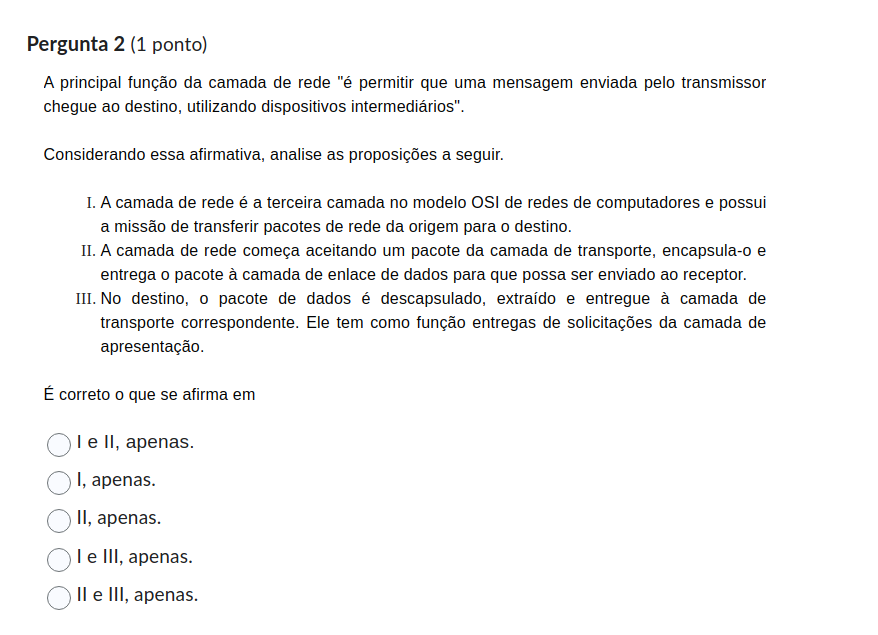 Pergunta 2 (1 ponto)
A principal função da camada de rede "é permitir que uma mensagem enviada pelo transmissor
chegue ao destino, utilizando dispositivos intermediários".
Considerando essa afirmativa, analise as proposições a seguir.
I. A camada de rede é a terceira camada no modelo OSI de redes de computadores e possui
a missão de transferir pacotes de rede da origem para o destino.
II. A camada de rede começa aceitando um pacote da camada de transporte, encapsula-o e
entrega o pacote à camada de enlace de dados para que possa ser enviado ao receptor.
III. No destino, o pacote de dados é descapsulado, extraído e entregue à camada de
transporte correspondente. Ele tem como função entregas de solicitações da camada de
apresentação.
É correto o que se afirma em
I e II, apenas.
I, apenas.
II, apenas.
I e III, apenas.
II e III, apenas.